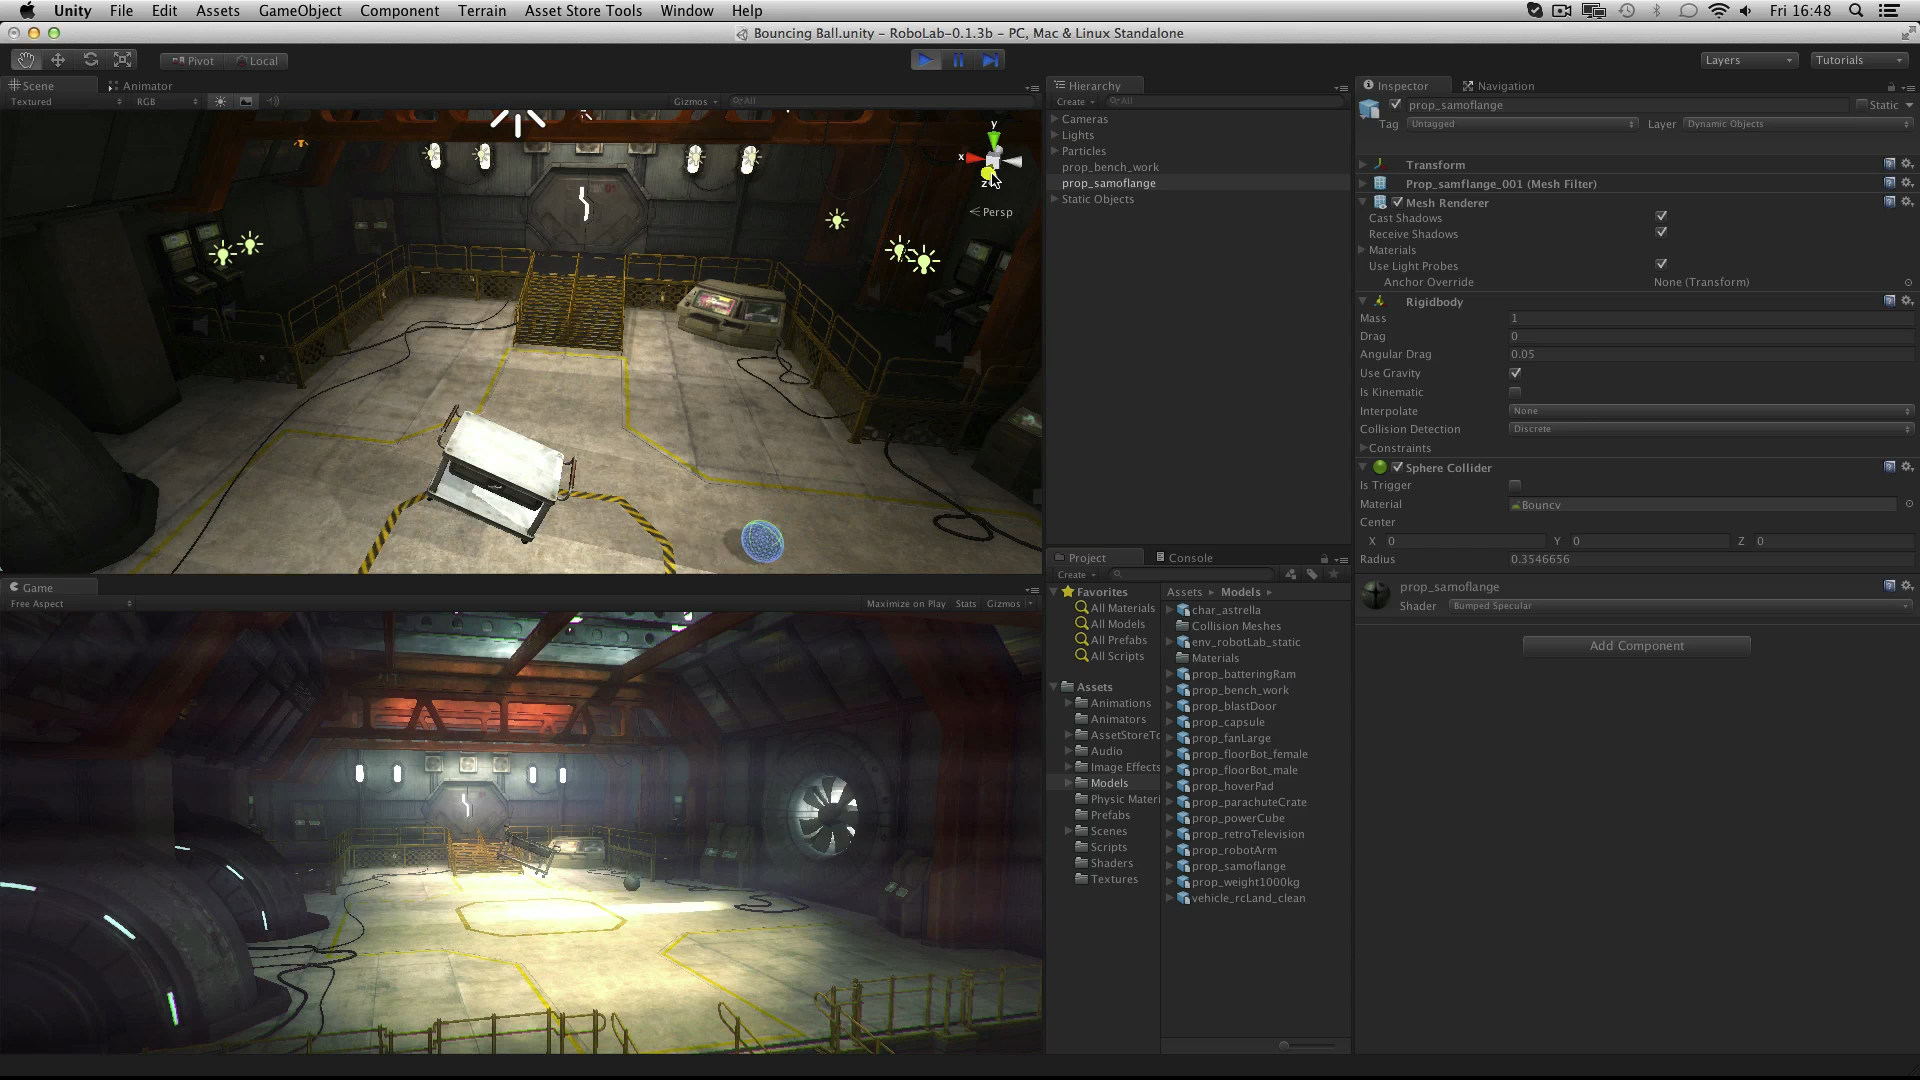 Unity File Edit Assets GameObject Component Terrain Asset Store Tools Window Help Fri 16:48
Bouncing Ball.unity - RoboLab-0.1.3b - PC, Mac & Linux Standalone
Pivot Local Layers Tutorials
Scene Animator
Textured RGB Gizmos All
y
x
z
Persp
Hierarchy
Create All
Cameras
Lights
Particles
prop_bench_work
prop_samoflange
Static Objects
Inspector Navigation
prop_samoflange Static
Tag Untagged Layer Dynamic Objects
Transform
Prop_samflange_001 (Mesh Filter)
Mesh Renderer
Cast Shadows
Receive Shadows
Materials
Use Light Probes
Anchor Override None (Transform)
Rigidbody
Mass 1
Drag 0
Angular Drag 0.05
Use Gravity
Is Kinematic
Interpolate None
Collision Detection Discrete
Constraints
Sphere Collider
Is Trigger
Material Bouncy
Center
X 0 Y 0 Z 0
Radius 0.3546656
prop_samoflange
Shader Bumped Specular
Add Component
Game
Free Aspect Maximize on Play Stats Gizmos
Project Console
Create
Favorites
All Materials
All Models
All Prefabs
All Scripts
Assets
Animations
Animators
AssetStoreTo
Audio
Image Effects
Models
Physic Materi
Prefabs
Scenes
Scripts
Shaders
Textures
Assets Models
char_astrella
Collision Meshes
env_robotLab_static
Materials
prop_batteringRam
prop_bench_work
prop_blastDoor
prop_capsule
prop_fanLarge
prop_floorBot_female
prop_floorBot_male
prop_hoverPad
prop_parachuteCrate
prop_powerCube
prop_retroTelevision
prop_robotArm
prop_samoflange
prop_weight1000kg
vehicle_rcLand_clean